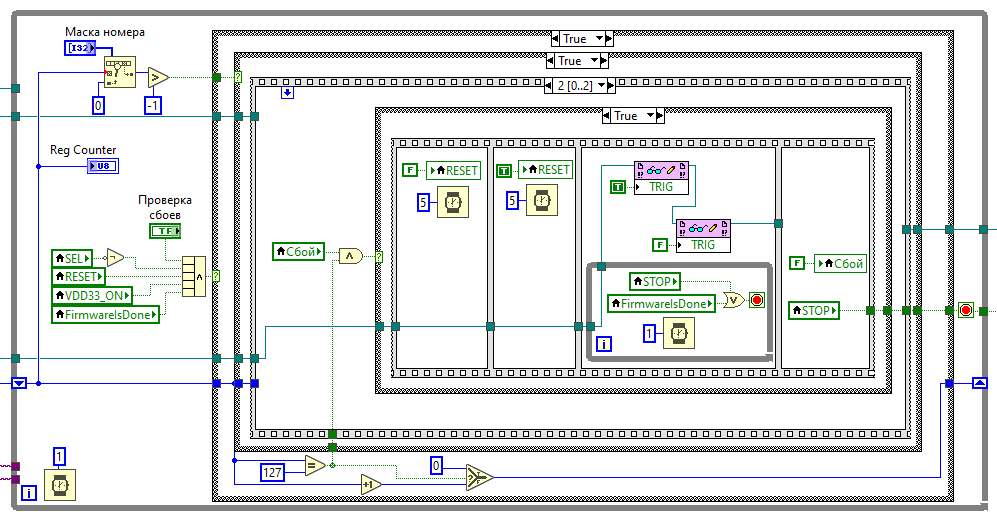 Маска номера
I32
0
-1
Reg Counter
U8
Проверка
сбоев
TF
SEL
RESET
VDD33_ON
FirmwareIsDone
1
i
True
True
2 [0..2]
True
Сбой
F
RESET
5
T
RESET
5
T
TRIG
F
TRIG
STOP
FirmwareIsDone
1
i
F
Сбой
STOP
127
=
+1
0